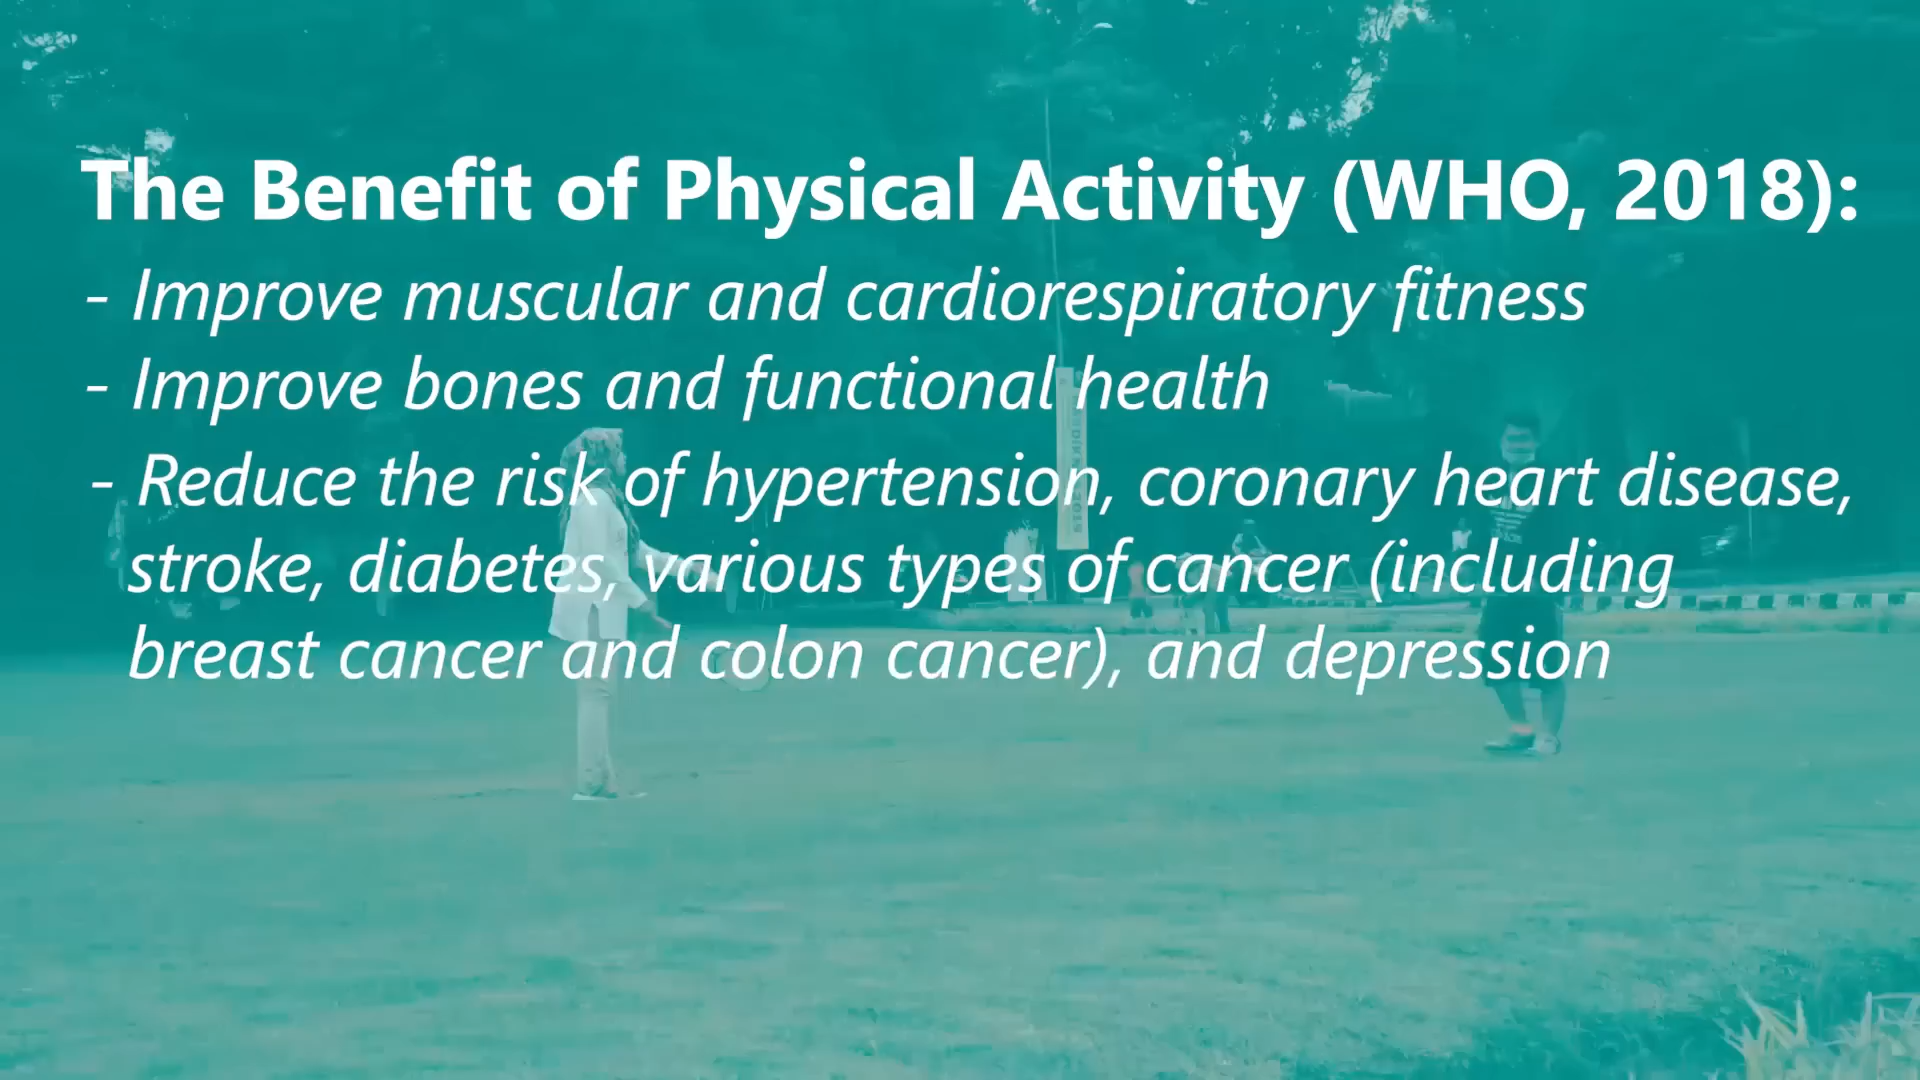 The Benefit of Physical Activity (WHO, 2018):
- Improve muscular and cardiorespiratory fitness
- Improve bones and functional health
- Reduce the risk of hypertension, coronary heart disease,
stroke, diabetes, various types of cancer (including
breast cancer and colon cancer), and depression